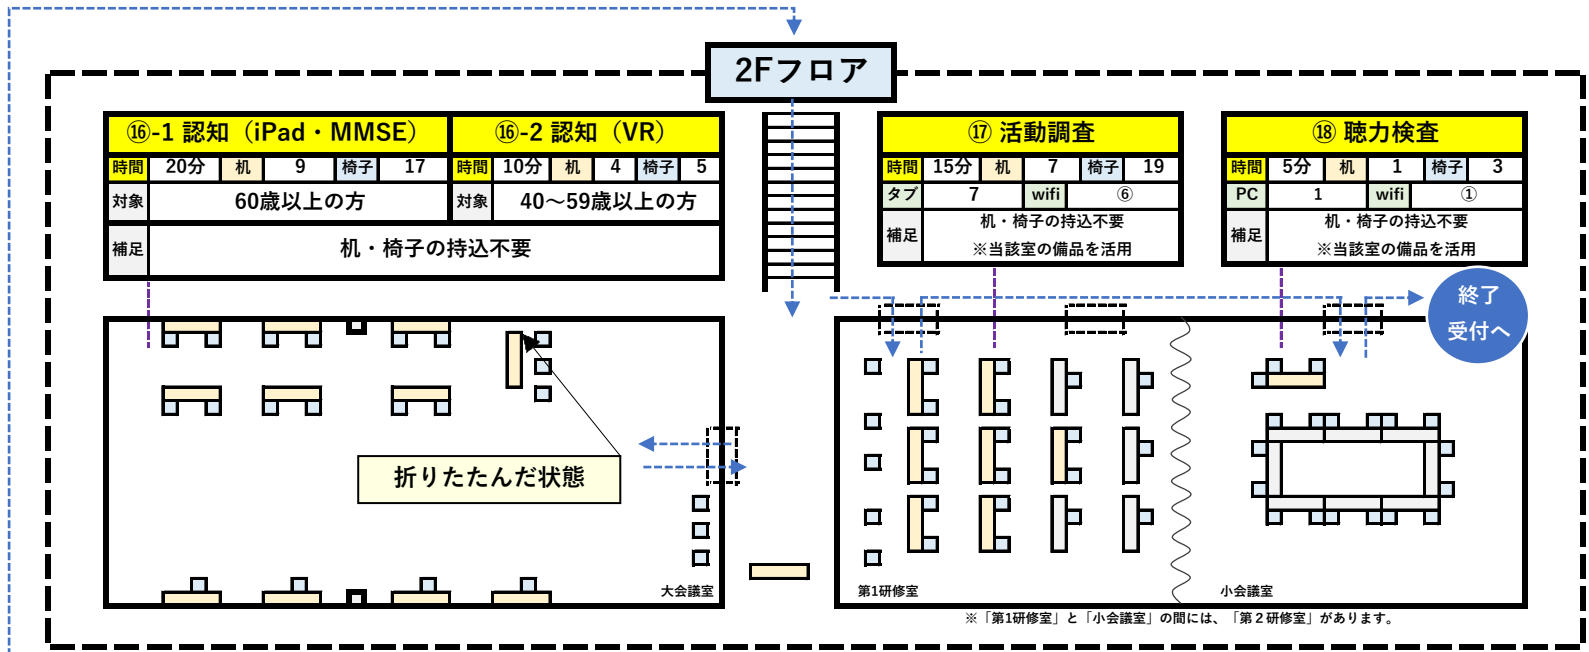 2Fフロア
⑯-1 認知（iPad・MMSE）
時間 20分 机 9 椅子 17
対象 60歳以上の方
⑯-2 認知（VR）
時間 10分 机 4 椅子 5
対象 40～59歳以上の方
補足 机・椅子の持込不要
⑰ 活動調査
時間 15分 机 7 椅子 19
タブ 7 wifi ⑥
補足 机・椅子の持込不要
※当該室の備品を活用
⑱ 聴力検査
時間 5分 机 1 椅子 3
PC 1 wifi ①
補足 机・椅子の持込不要
※当該室の備品を活用
終了
受付へ
折りたたんだ状態
大会議室
第1研修室
小会議室
※「第1研修室」と「小会議室」の間には、「第２研修室」があります。